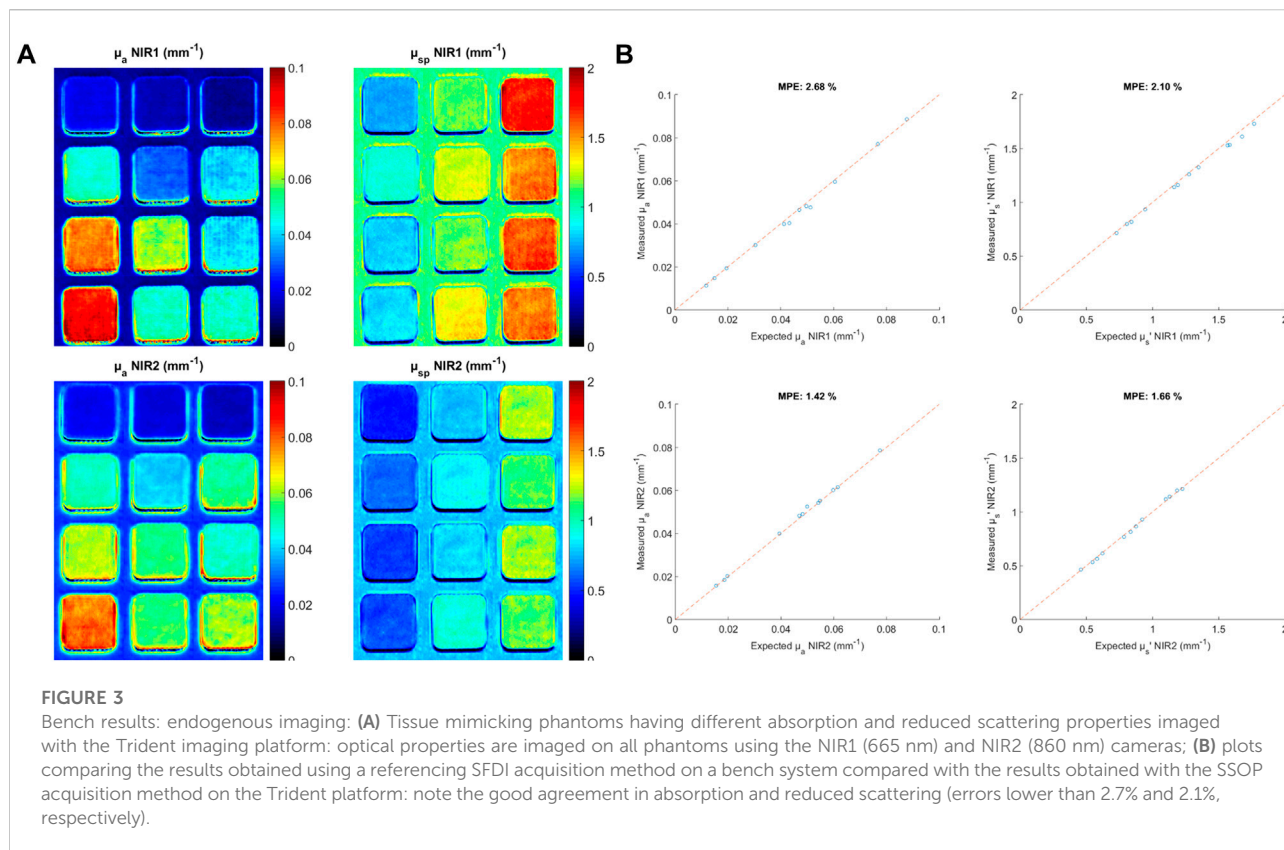 A
B
μa NIR1 (mm-1)
0.1
0.08
0.06
0.04
0.02
0
μsp NIR1 (mm-1)
2
1.5
1
0.5
0
μa NIR2 (mm-1)
0.1
0.08
0.06
0.04
0.02
0
μsp NIR2 (mm-1)
2
1.5
1
0.5
0
MPE: 2.68 %
Measured μa NIR1 (mm-1)
0.1
0.08
0.06
0.04
0.02
0
0 0.02 0.04 0.06 0.08 0.1
Expected μa NIR1 (mm-1)
MPE: 2.10 %
Measured μs' NIR1 (mm-1)
2
1.5
1
0.5
0
0 0.5 1 1.5 2
Expected μs' NIR1 (mm-1)
MPE: 1.42 %
Measured μa NIR2 (mm-1)
0.1
0.08
0.06
0.04
0.02
0
0 0.02 0.04 0.06 0.08 0.1
Expected μa NIR2 (mm-1)
MPE: 1.66 %
Measured μs' NIR2 (mm-1)
2
1.5
1
0.5
0
0 0.5 1 1.5 2
Expected μs' NIR2 (mm-1)
FIGURE 3
Bench results: endogenous imaging: (A) Tissue mimicking phantoms having different absorption and reduced scattering properties imaged
with the Trident imaging platform: optical properties are imaged on all phantoms using the NIR1 (665 nm) and NIR2 (860 nm) cameras; (B) plots
comparing the results obtained using a referencing SFDI acquisition method on a bench system compared with the results obtained with the SSOP
acquisition method on the Trident platform: note the good agreement in absorption and reduced scattering (errors lower than 2.7% and 2.1%,
respectively).